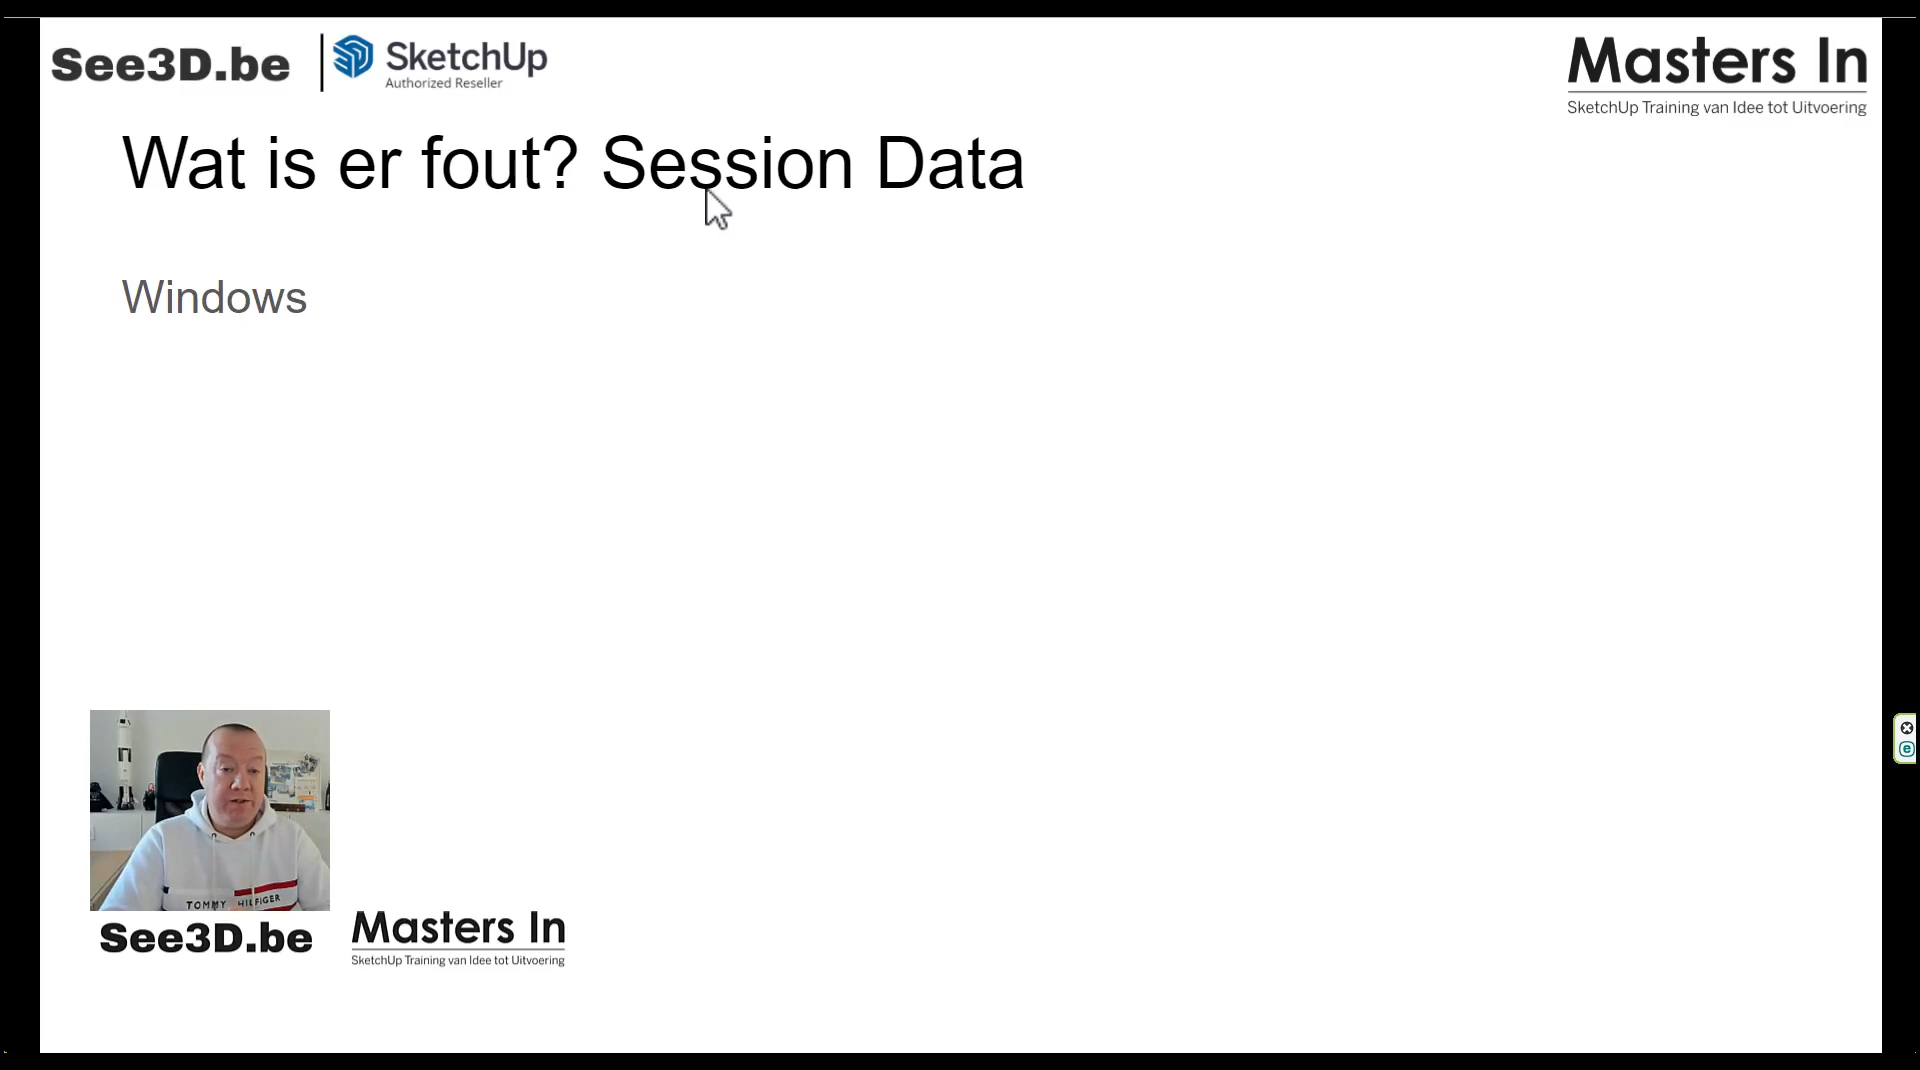 See3D.be
SketchUp
Authorized Reseller
Masters In
SketchUp Training van Idee tot Uitvoering
Wat is er fout? Session Data
Windows
TOMMY HILFIGER
See3D.be
Masters In
SketchUp Training van Idee tot Uitvoering